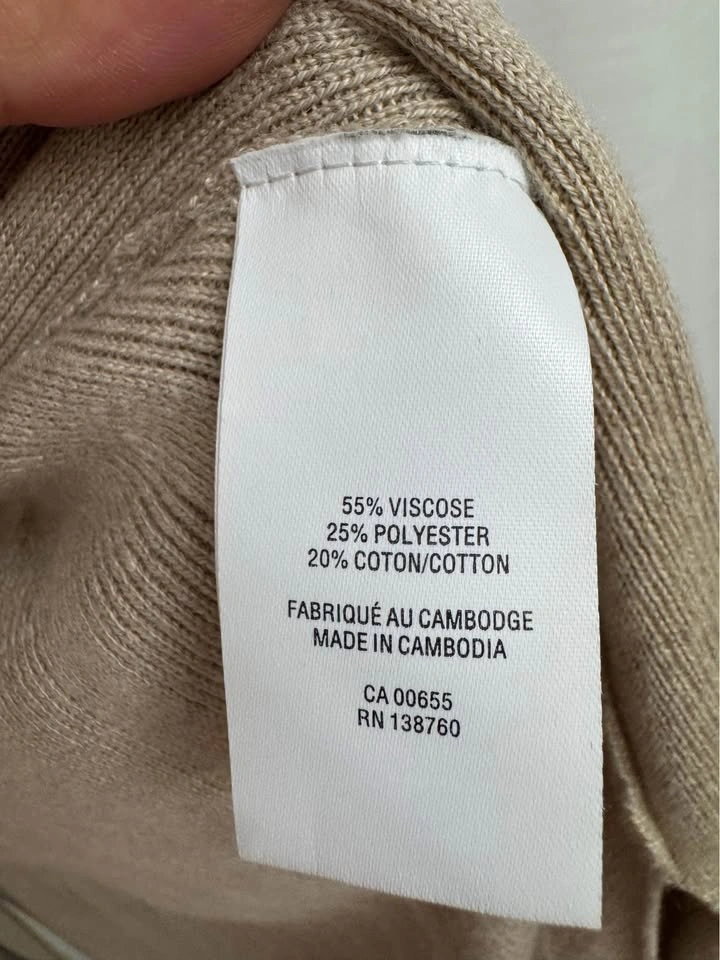 55% VISCOSE
25% POLYESTER
20% COTON/COTTON
FABRIQUÉ AU CAMBODGE
MADE IN CAMBODIA
CA 00655
RN 138760